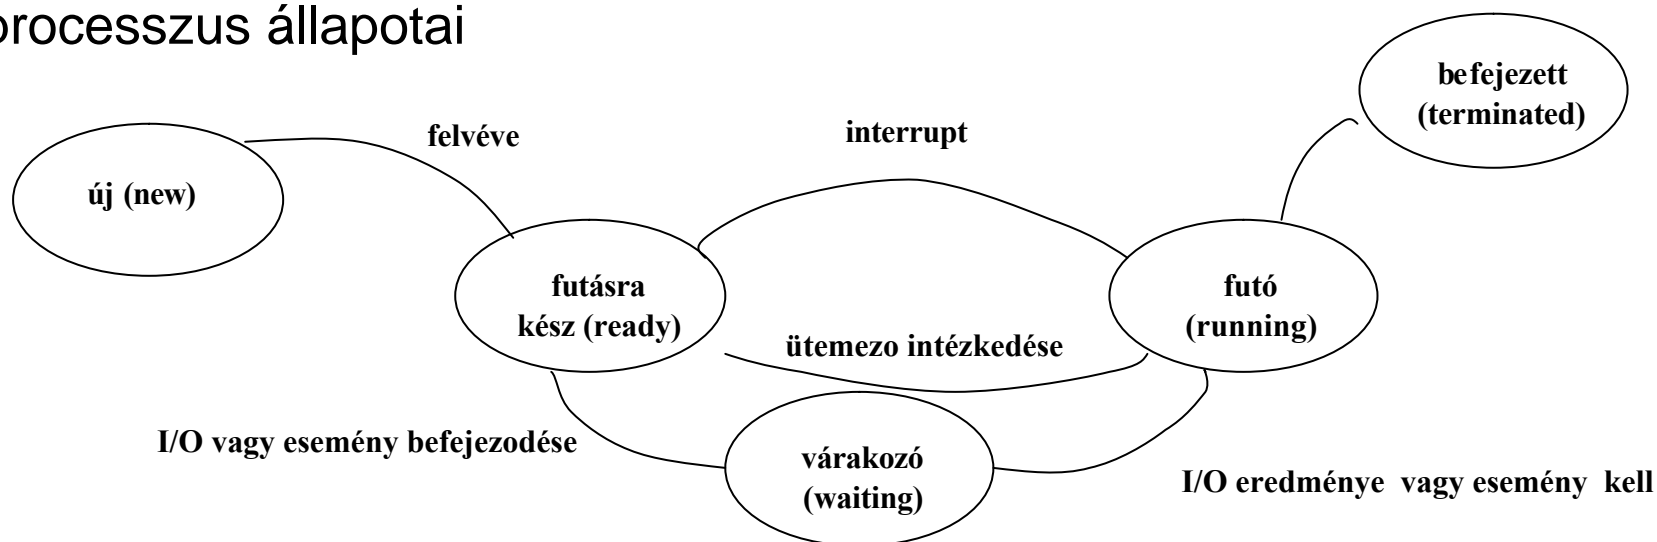 processzus állapotai
befejezett
(terminated)
felvéve
interrupt
új (new)
futásra
kész (ready)
futó
(running)
ütemezo intézkedése
I/O vagy esemény befejezodése
várakozó
(waiting)
I/O eredménye vagy esemény kell